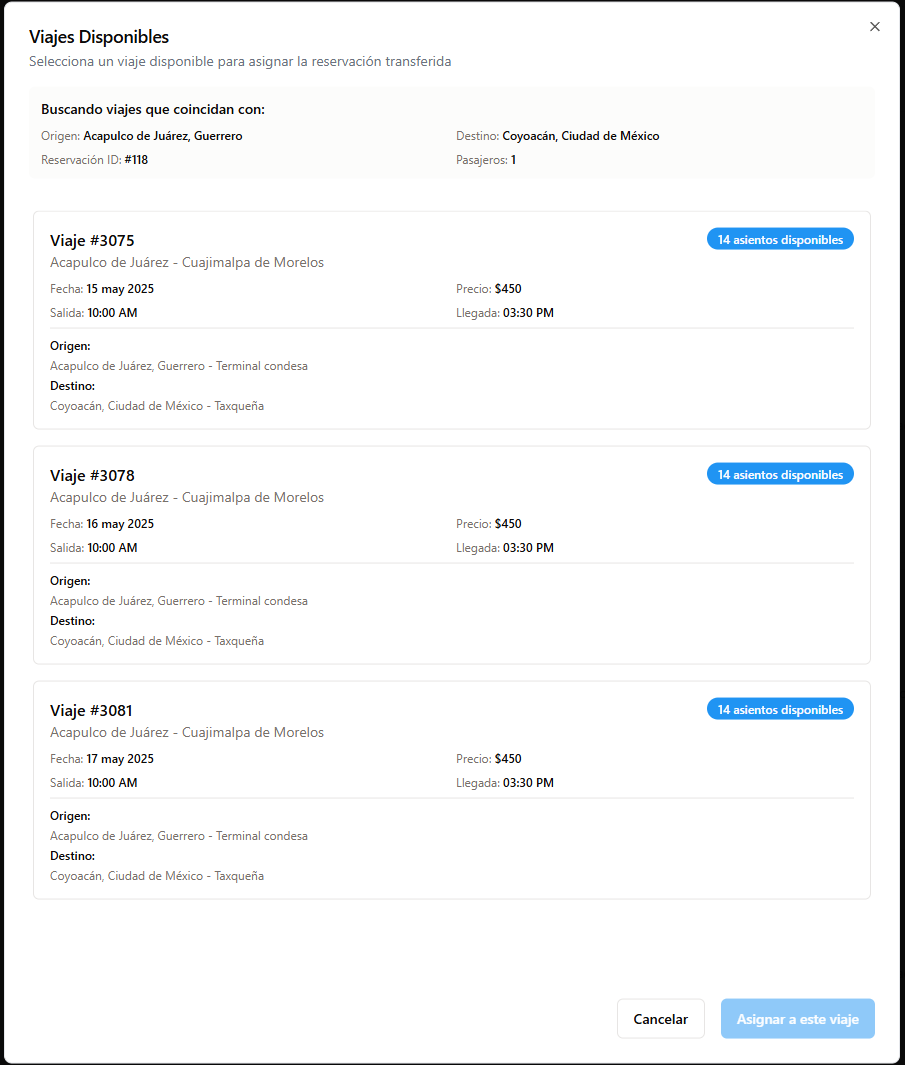 Viajes Disponibles
Selecciona un viaje disponible para asignar la reservación transferida
Buscando viajes que coincidan con:
Origen: Acapulco de Juárez, Guerrero
Destino: Coyoacán, Ciudad de México
Reservación ID: #118
Pasajeros: 1
Viaje #3075
14 asientos disponibles
Acapulco de Juárez - Cuajimalpa de Morelos
Fecha: 15 may 2025
Precio: $450
Salida: 10:00 AM
Llegada: 03:30 PM
Origen:
Acapulco de Juárez, Guerrero - Terminal condesa
Destino:
Coyoacán, Ciudad de México - Taxqueña
Viaje #3078
14 asientos disponibles
Acapulco de Juárez - Cuajimalpa de Morelos
Fecha: 16 may 2025
Precio: $450
Salida: 10:00 AM
Llegada: 03:30 PM
Origen:
Acapulco de Juárez, Guerrero - Terminal condesa
Destino:
Coyoacán, Ciudad de México - Taxqueña
Viaje #3081
14 asientos disponibles
Acapulco de Juárez - Cuajimalpa de Morelos
Fecha: 17 may 2025
Precio: $450
Salida: 10:00 AM
Llegada: 03:30 PM
Origen:
Acapulco de Juárez, Guerrero - Terminal condesa
Destino:
Coyoacán, Ciudad de México - Taxqueña
Cancelar
Asignar a este viaje